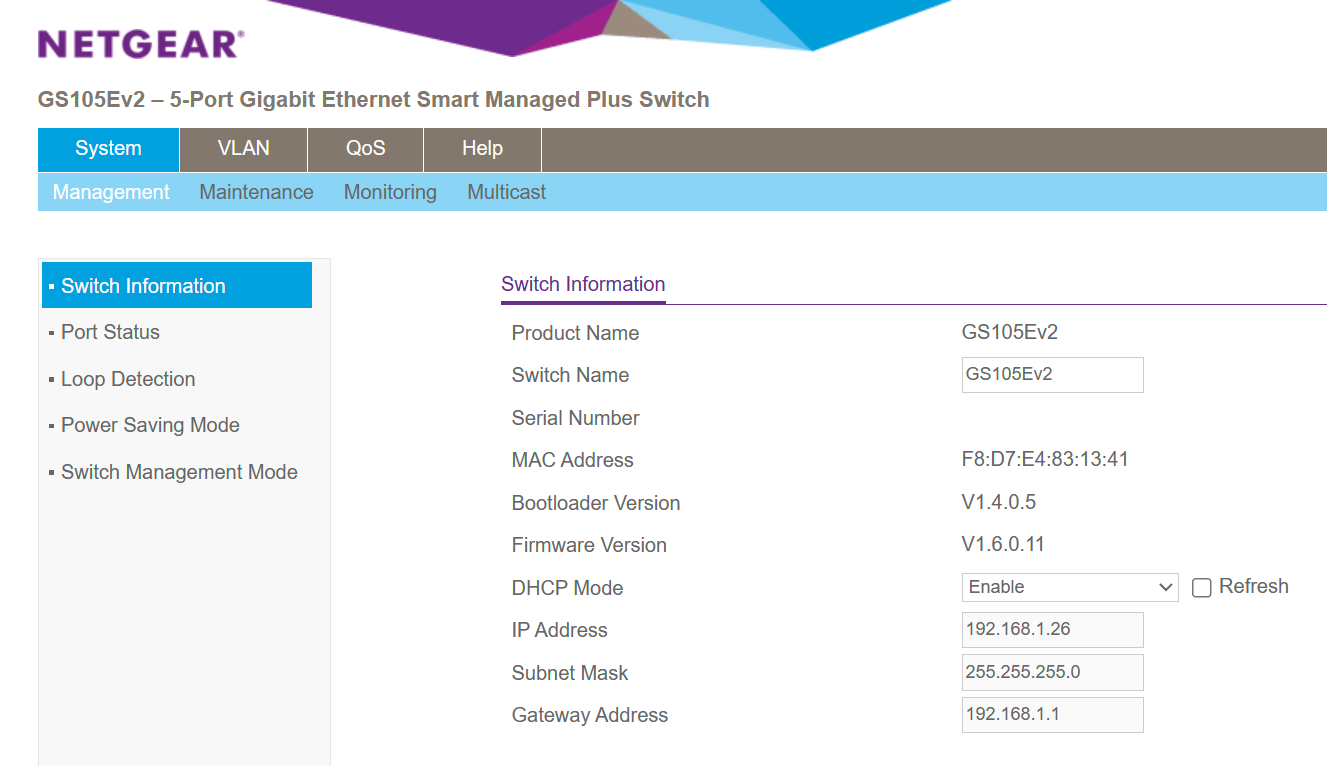 NETGEAR®
GS105Ev2 – 5-Port Gigabit Ethernet Smart Managed Plus Switch
System VLAN QoS Help
Management Maintenance Monitoring Multicast
Switch Information
Port Status
Loop Detection
Power Saving Mode
Switch Management Mode
Switch Information
Product Name GS105Ev2
Switch Name GS105Ev2
Serial Number
MAC Address F8:D7:E4:83:13:41
Bootloader Version V1.4.0.5
Firmware Version V1.6.0.11
DHCP Mode Enable Refresh
IP Address 192.168.1.26
Subnet Mask 255.255.255.0
Gateway Address 192.168.1.1